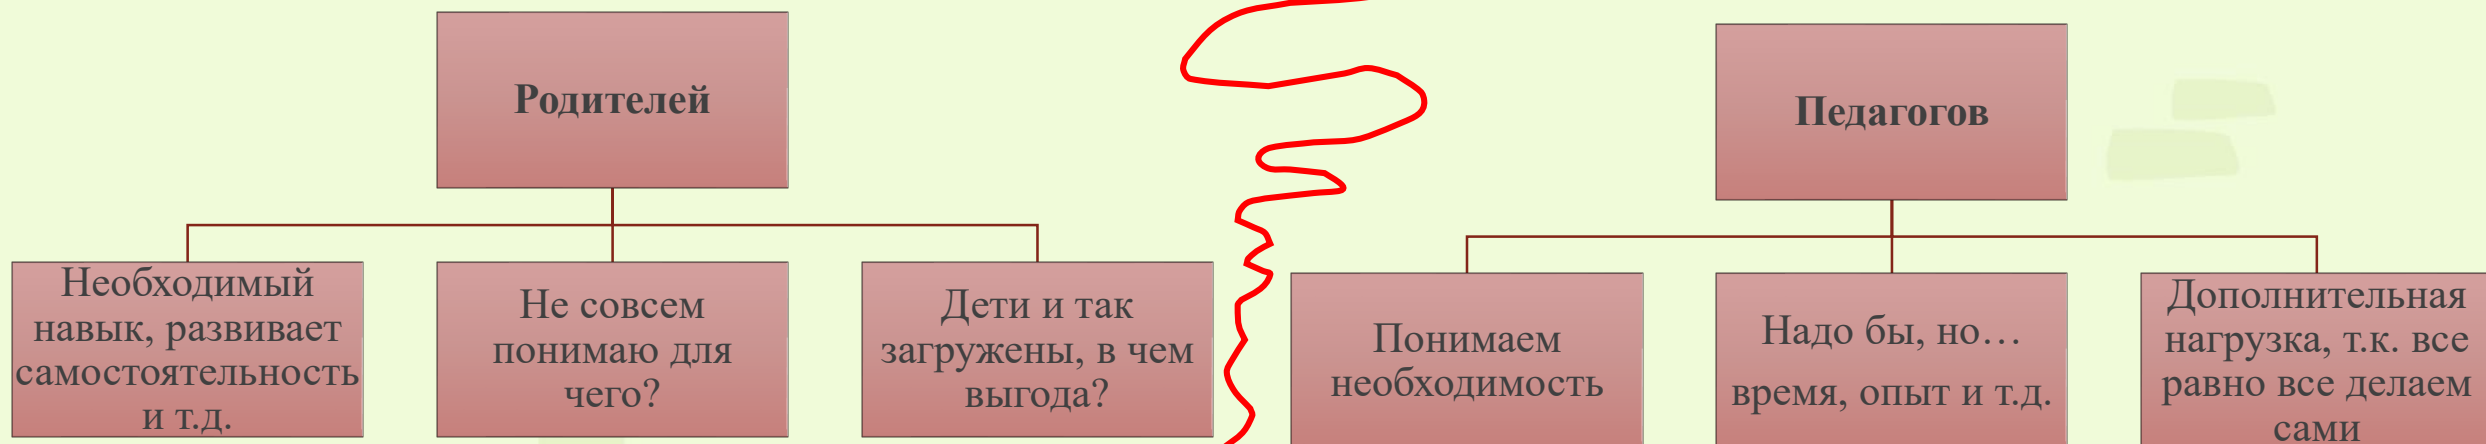 Родителей
Необходимый
навык, развивает
самостоятельность
и т.д.
Не совсем
понимаю для
чего?
Дети и так
загружены, в чем
выгода?
Педагогов
Понимаем
необходимость
Надо бы, но…
время, опыт и т.д.
Дополнительная
нагрузка, т.к. все
равно все делаем
сами